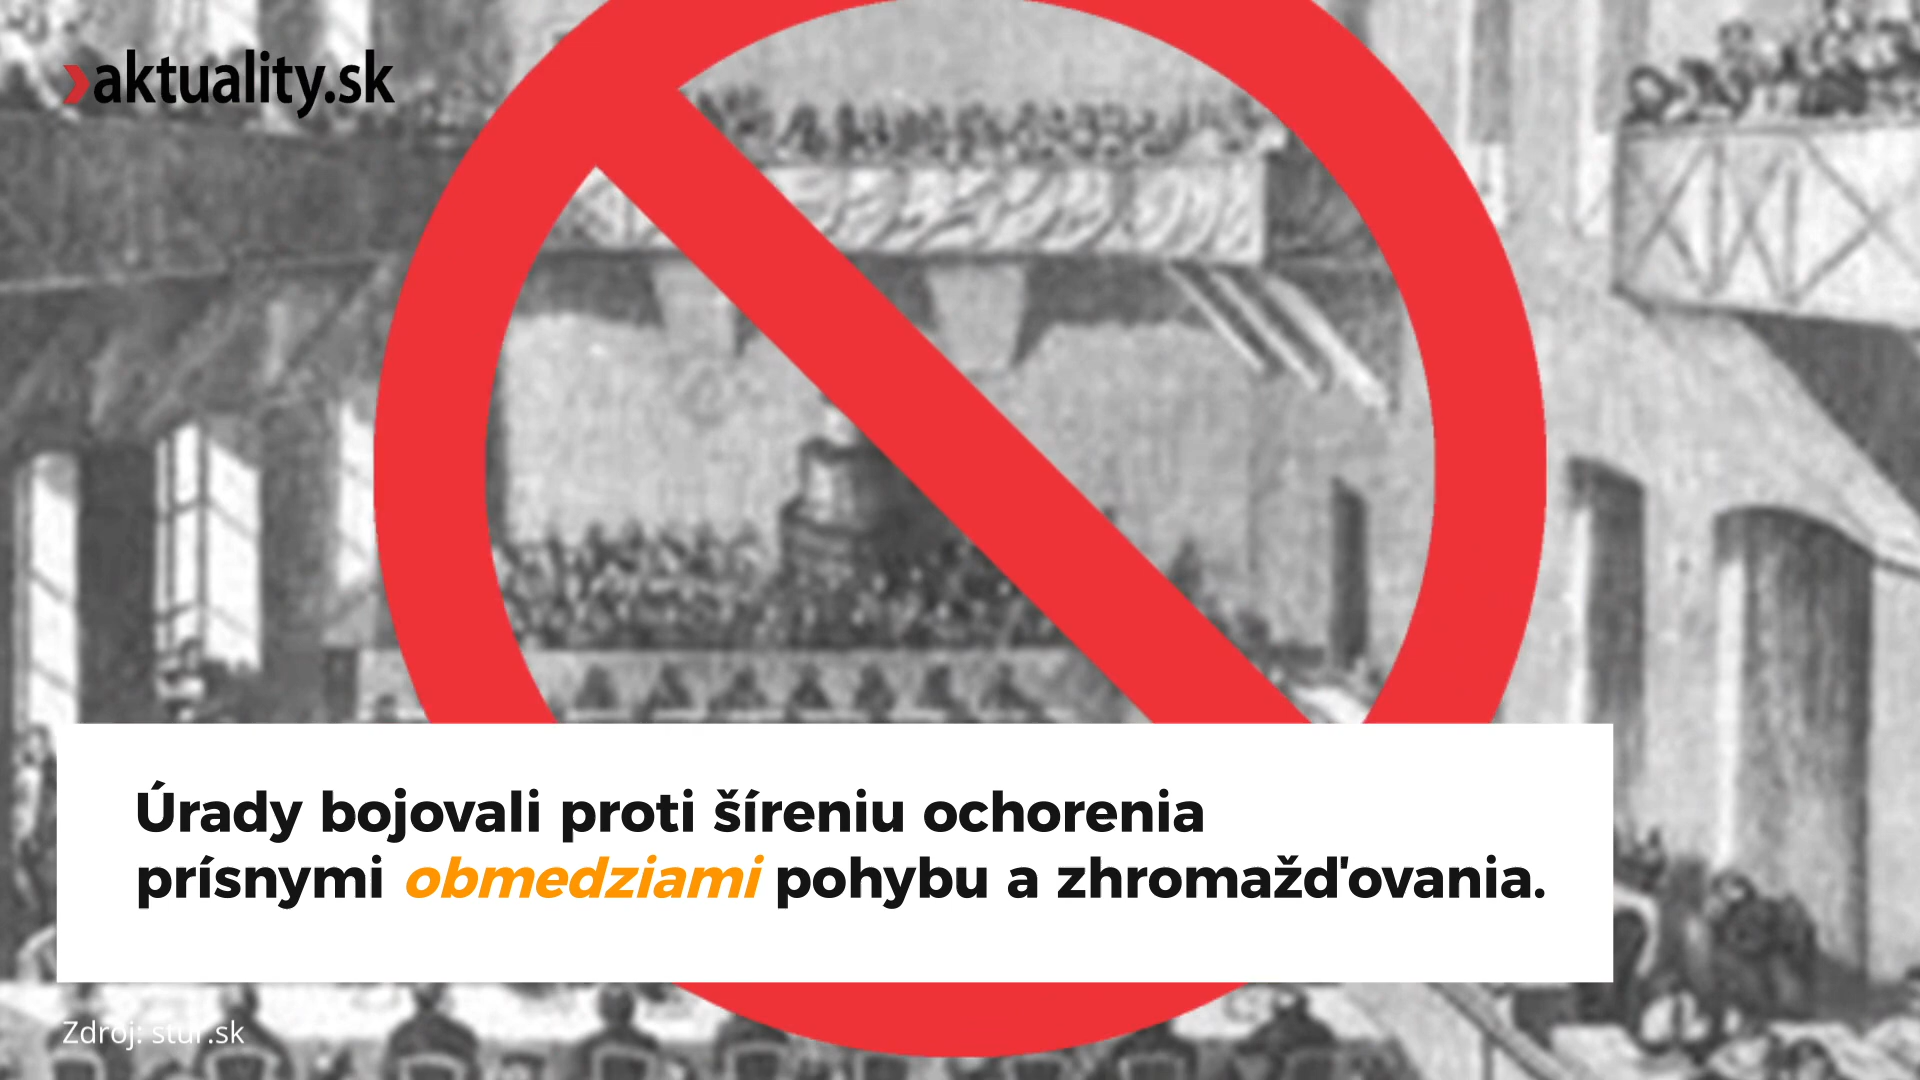 aktuality.sk
Úrady bojovali proti šíreniu ochorenia
prísnymi obmedziami pohybu a zhromažďovania.
Zdroj: stur.sk